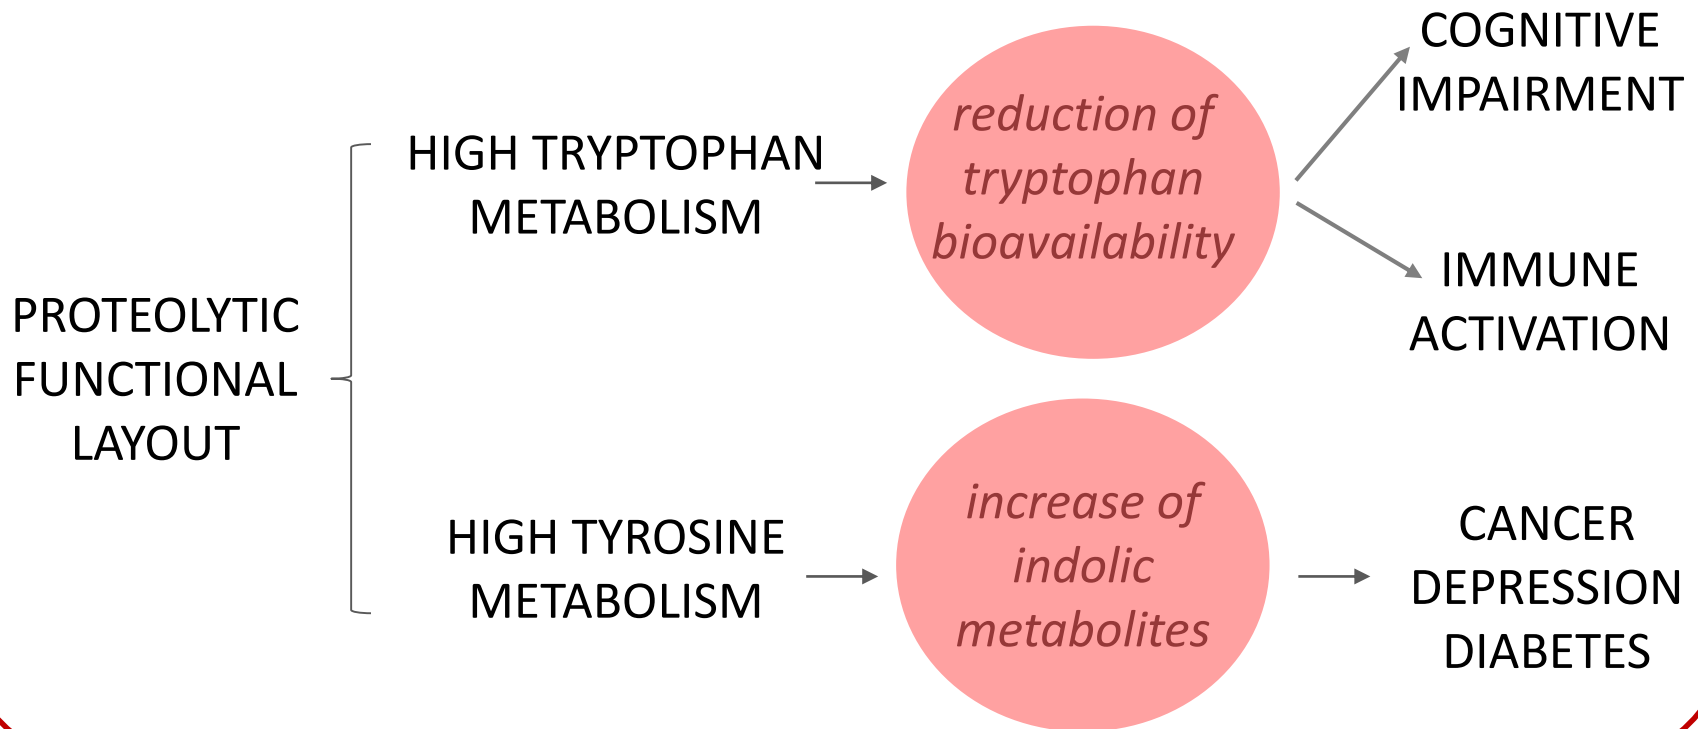 PROTEOLYTIC
FUNCTIONAL
LAYOUT
HIGH TRYPTOPHAN
METABOLISM
reduction of
tryptophan
bioavailability
COGNITIVE
IMPAIRMENT
IMMUNE
ACTIVATION
HIGH TYROSINE
METABOLISM
increase of
indolic
metabolites
CANCER
DEPRESSION
DIABETES